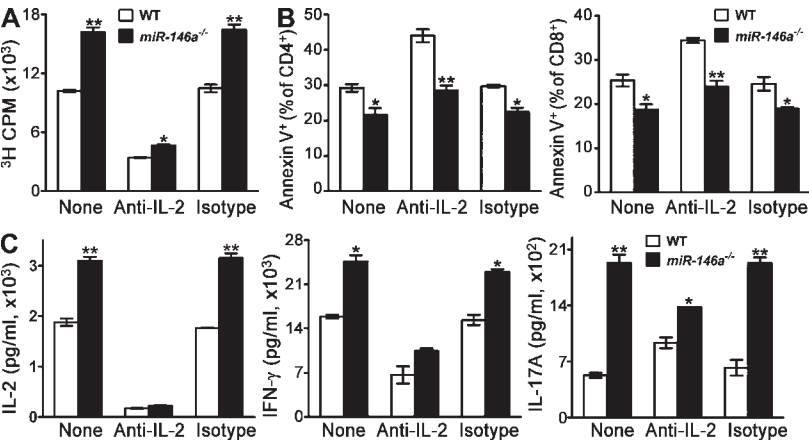 A
WT
miR-146a-/-
³H CPM (x10³)
18
12
6
0
**
*
**
None Anti-IL-2 Isotype
B
WT
miR-146a-/-
Annexin V⁺ (% of CD4⁺)
50
40
30
20
10
0
*
**
*
None Anti-IL-2 Isotype
Annexin V⁺ (% of CD8⁺)
40
30
20
10
0
*
**
*
None Anti-IL-2 Isotype
C
IL-2 (pg/ml, x10³)
3
2
1
0
**
**
None Anti-IL-2 Isotype
IFN-γ (pg/ml, x10³)
28
21
14
7
0
*
*
None Anti-IL-2 Isotype
WT
miR-146a-/-
IL-17A (pg/ml, x10²)
21
14
7
0
**
*
**
None Anti-IL-2 Isotype